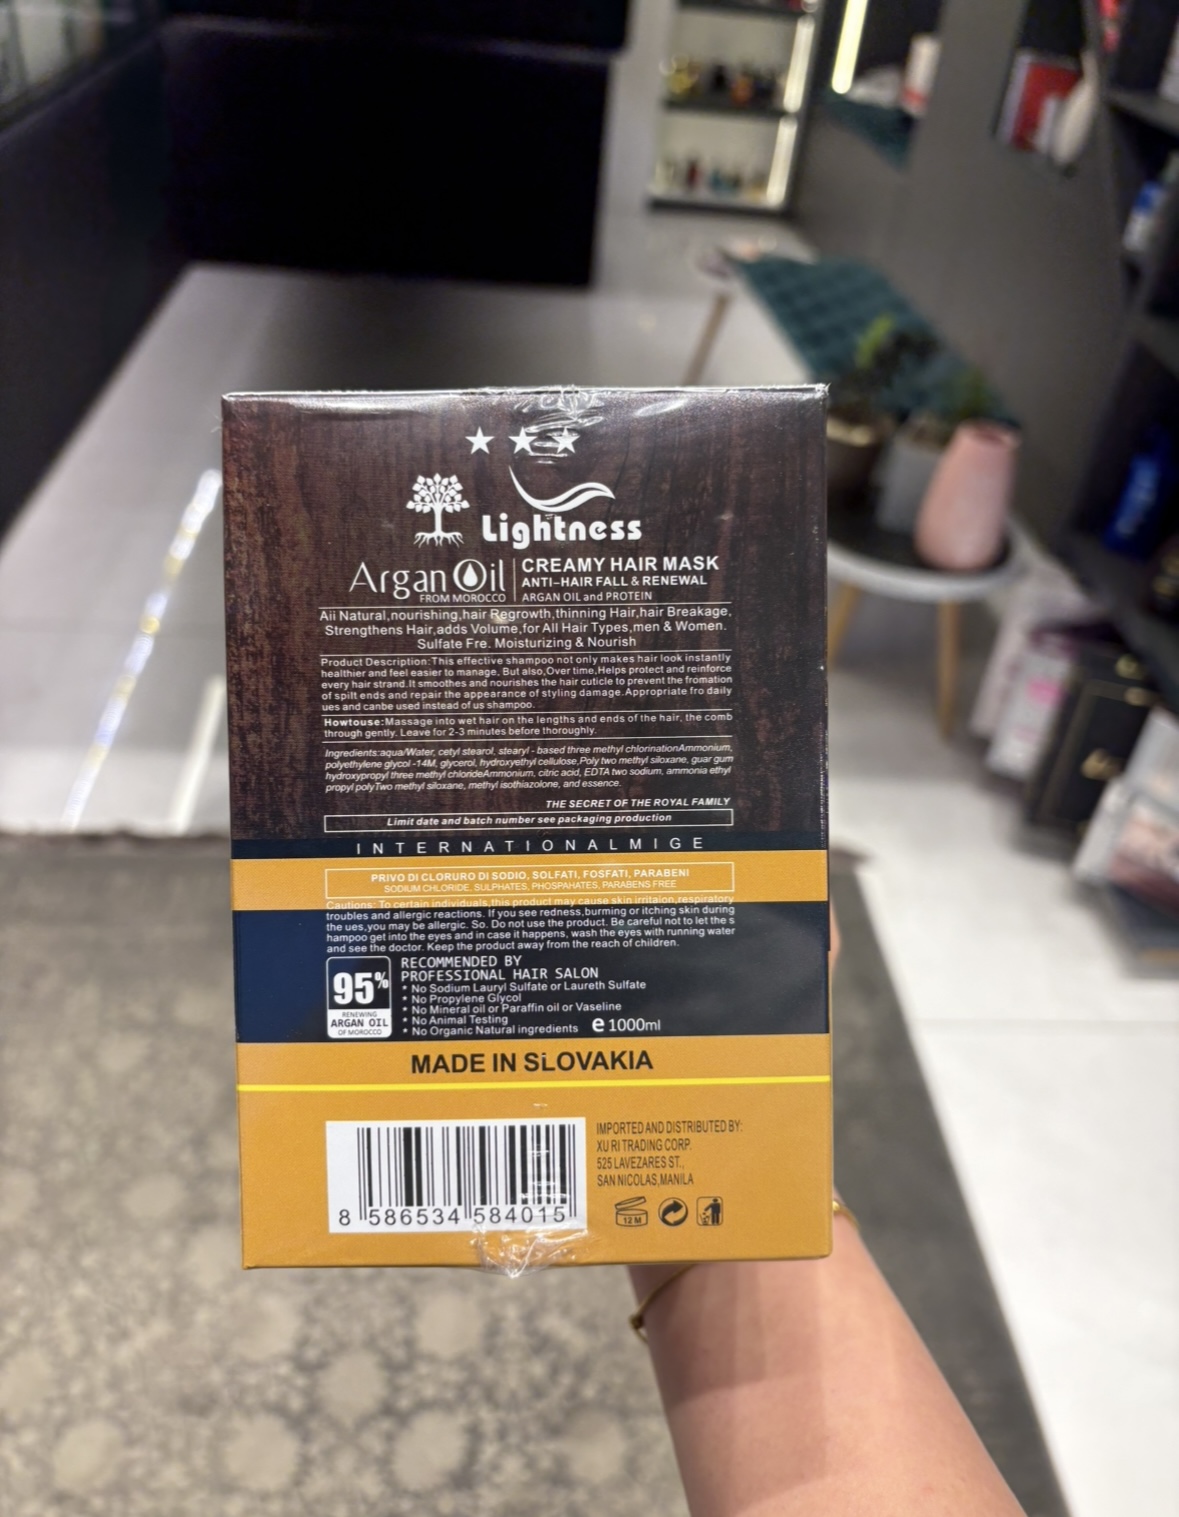 Lightness
Argan Oil
FROM MOROCCO
CREAMY HAIR MASK
ANTI-HAIR FALL & RENEWAL
ARGAN OIL and PROTEIN
Aii Natural,nourishing,hair Regrowth,thinning Hair,hair Breakage,
Strengthens Hair,adds Volume,for All Hair Types,men & Women.
Sulfate Fre. Moisturizing & Nourish
Product Description:This effective shampoo not only makes hair look instantly
healthier and feel easier to manage, But also,Over time,Helps protect and reinforce
every hair strand.It smoothes and nourishes the hair cuticle to prevent the fromation
of spilt ends and repair the appearance of styling damage.Appropriate fro daily
ues and canbe used instead of us shampoo.
Howtouse:Massage into wet hair on the lengths and ends of the hair, the comb
through gently. Leave for 2-3 minutes before thoroughly.
Ingredients:aqua/Water, cetyl stearol, stearyl - based three methyl chlorinationAmmonium,
polyethylene glycol -14M, glycerol, hydroxyethyl cellulose,Poly two methyl siloxane, guar gum
hydroxypropyl three methyl chlorideAmmonium, citric acid, EDTA two sodium, ammonia ethyl
propyl polyTwo methyl siloxane, methyl isothiazolone, and essence.
THE SECRET OF THE ROYAL FAMILY
Limit date and batch number see packaging production
INTERNATIONALMIGE
PRIVO DI CLORURO DI SODIO, SOLFATI, FOSFATI, PARABENI
SODIUM CHLORIDE, SULPHATES, PHOSPAHATES, PARABENS FREE
Cautions: To certain individuals,this product may cause skin irritaion,respiratory
troubles and allergic reactions. If you see redness,burming or itching skin during
the ues,you may be allergic. So. Do not use the product. Be careful not to let the s
hampoo get into the eyes and in case it happens, wash the eyes with running water
and see the doctor. Keep the product away from the reach of children.
95%
RENEWING
ARGAN OIL
OF MOROCCO
RECOMMENDED BY
PROFESSIONAL HAIR SALON
* No Sodium Lauryl Sulfate or Laureth Sulfate
* No Propylene Glycol
* No Mineral oil or Paraffin oil or Vaseline
* No Animal Testing
* No Organic Natural ingredients e 1000ml
MADE IN SLOVAKIA
8 586534 584015
IMPORTED AND DISTRIBUTED BY:
XU RI TRADING CORP.
525 LAVEZARES ST.,
SAN NICOLAS,MANILA
12 M